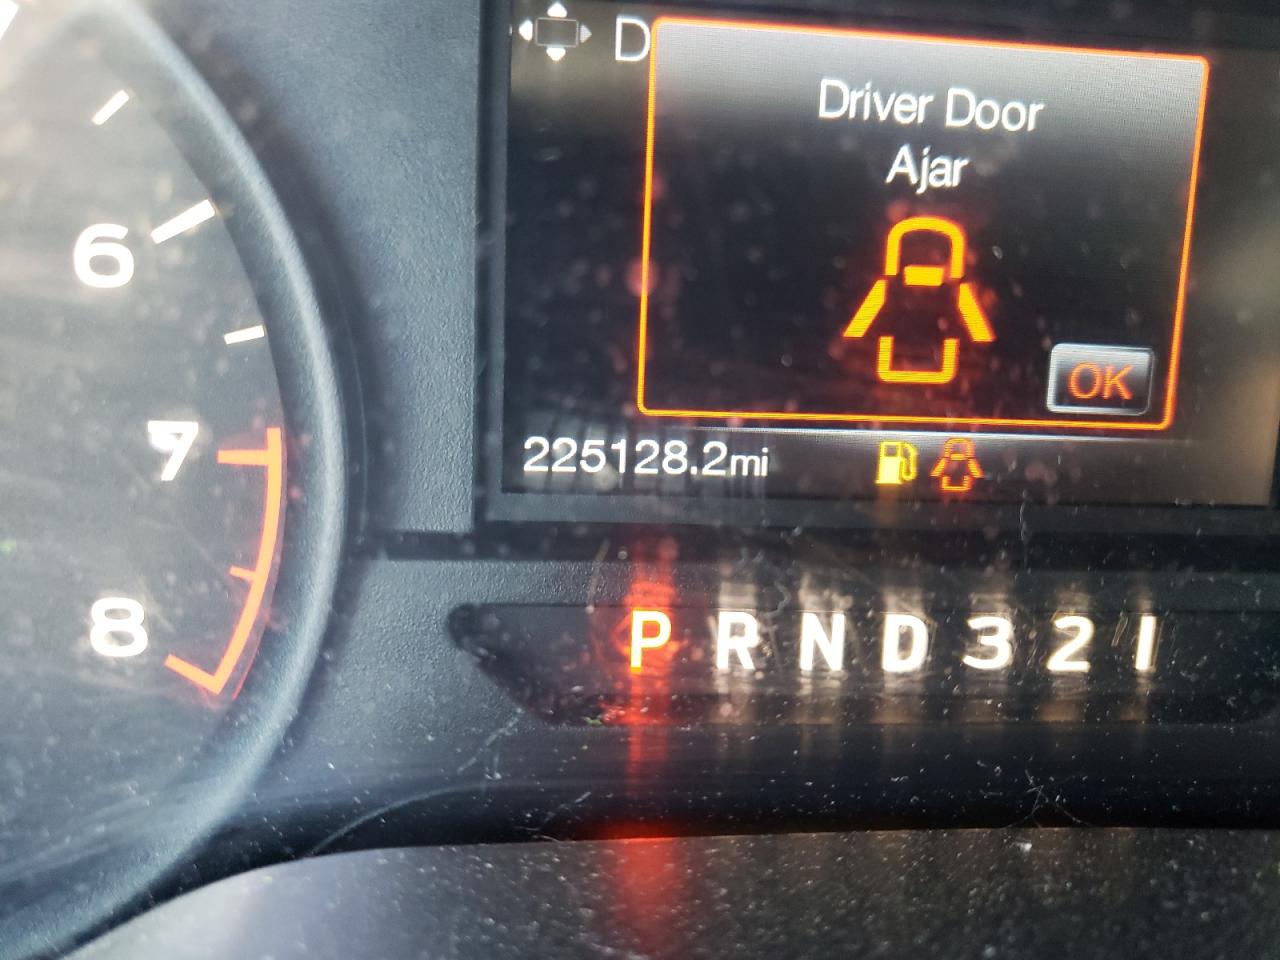 D
Driver Door
Ajar
OK
225128.2mi
6
7
8
P R N D 3 2 1